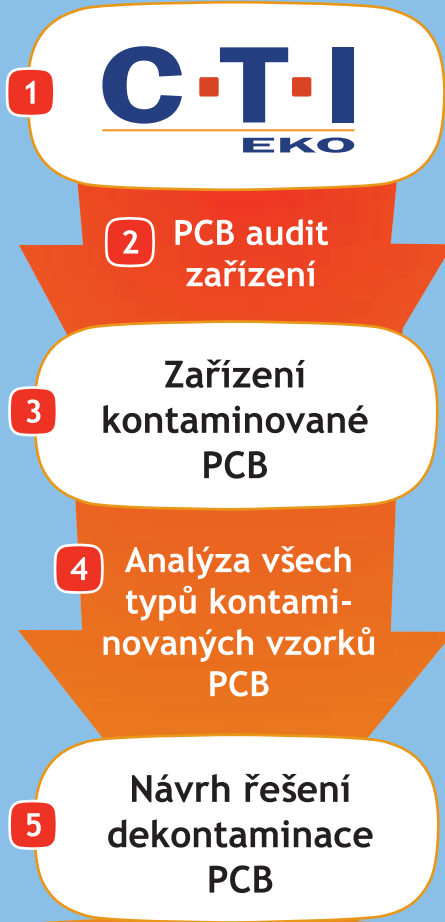 1
C·T·I
EKO
2
PCB audit
zařízení
3
Zařízení
kontaminované
PCB
4
Analýza všech
typů kontami-
novaných vzorků
PCB
5
Návrh řešení
dekontaminace
PCB